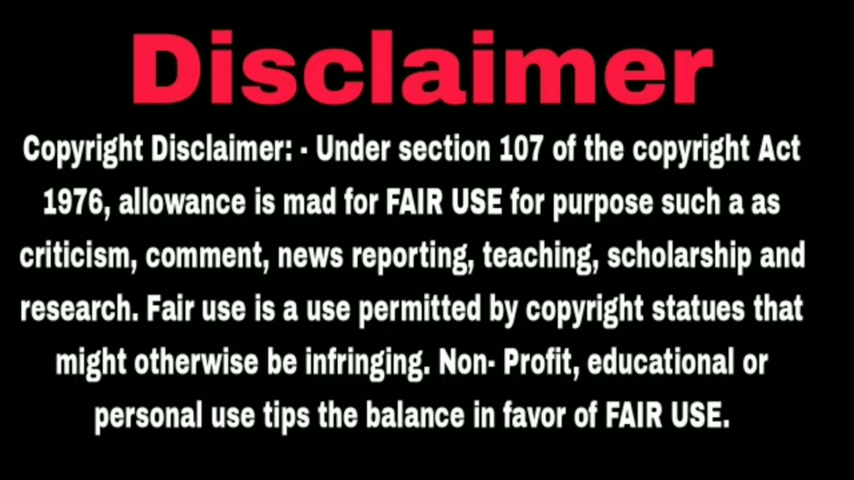 Disclaimer
Copyright Disclaimer: - Under section 107 of the copyright Act
1976, allowance is mad for FAIR USE for purpose such a as
criticism, comment, news reporting, teaching, scholarship and
research. Fair use is a use permitted by copyright statues that
might otherwise be infringing. Non- Profit, educational or
personal use tips the balance in favor of FAIR USE.